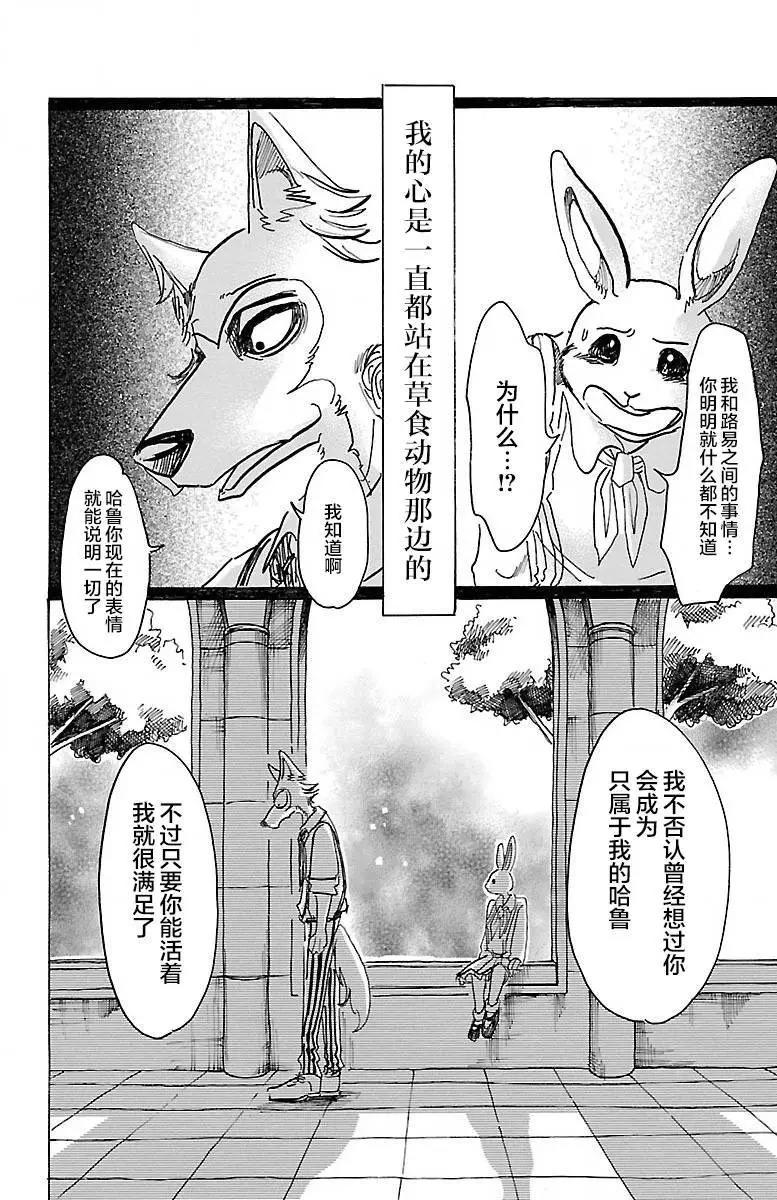 我和路易之间的事情…
你明明就什么都不知道
为什么…!?
我的心是一直都站在草食动物那边的
我知道啊
哈鲁你现在的表情
就能说明一切了
我不否认曾经想过你
会成为
只属于我的哈鲁
不过只要你能活着
我就很满足了